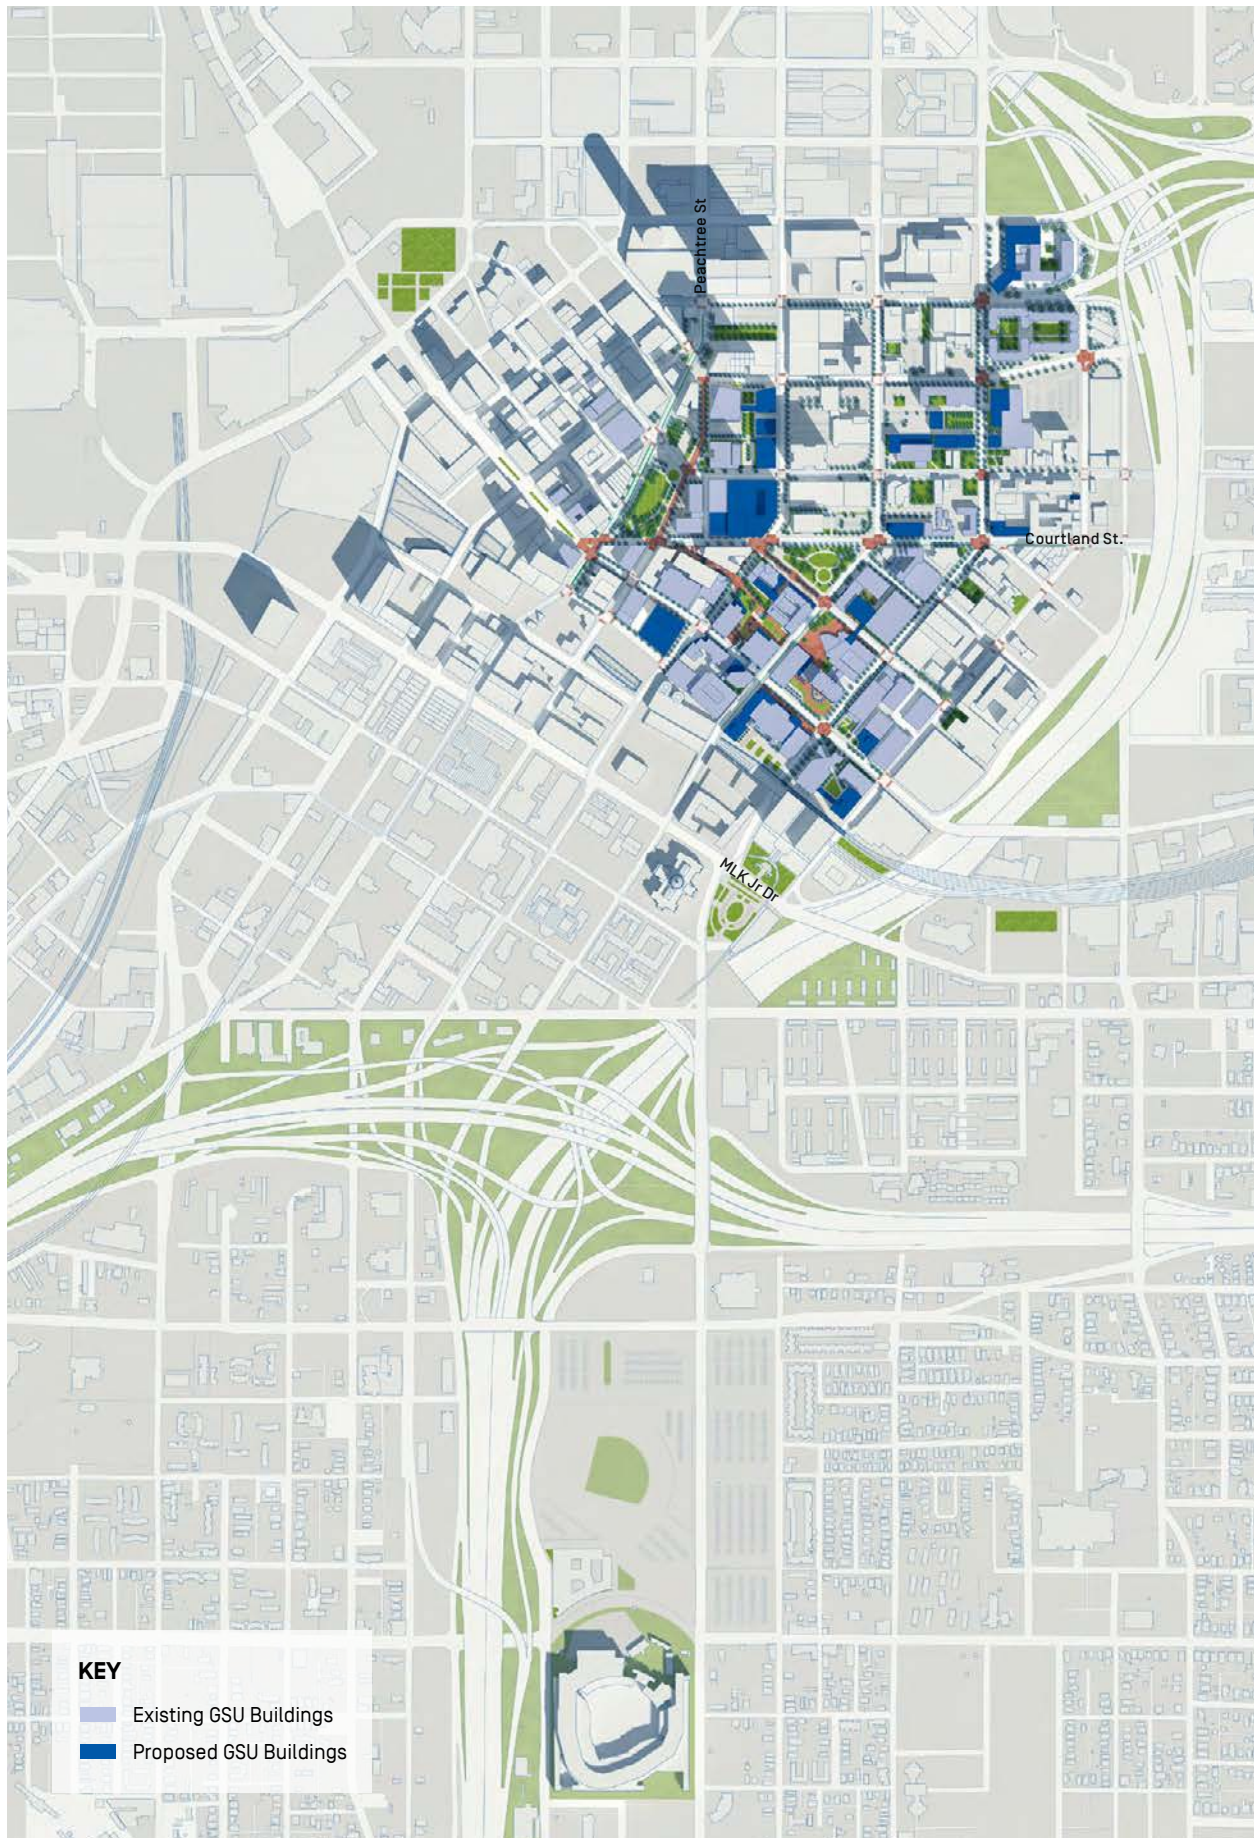 Peachtree St
Courtland St.
MLK Jr Dr
KEY
Existing GSU Buildings
Proposed GSU Buildings